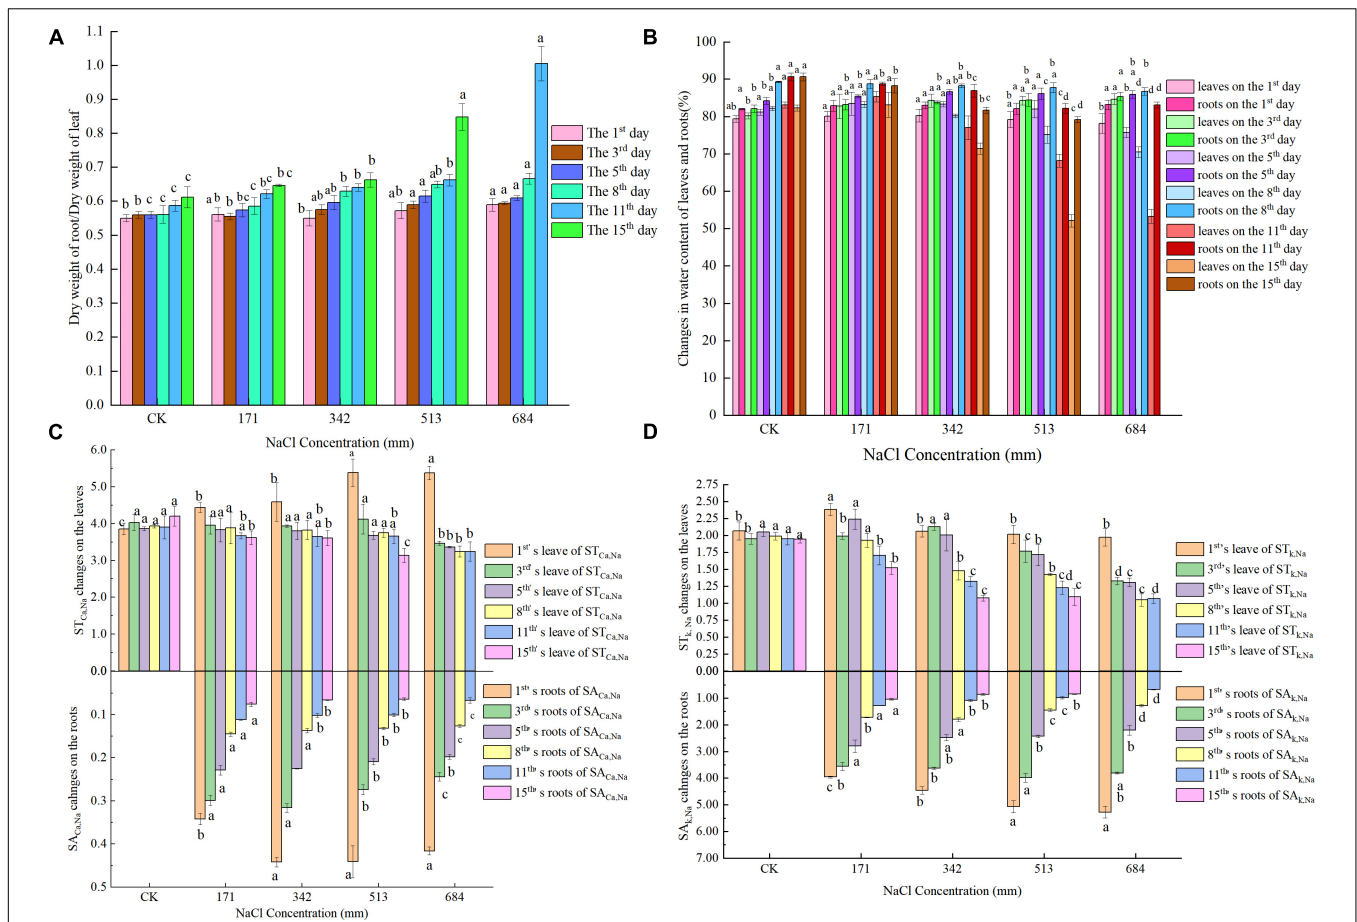 A
Dry weight of root/Dry weight of leaf
1.1
1.0
0.9
0.8
0.7
0.6
0.5
0.4
0.3
0.2
0.1
0.0
b b c c c c
ab b bc bc bc b
b ab ab b b b
ab b b ab b a
a a a a a
CK 171 342 513 684
NaCl Concentration (mm)
The 1st day
The 3rd day
The 5th day
The 8th day
The 11th day
The 15th day
B
Changes in water content of leaves and roots(%)
100
90
80
70
60
50
40
30
20
10
0
CK 171 342 513 684
NaCl Concentration (mm)
leaves on the 1st day
roots on the 1st day
leaves on the 3rd day
roots on the 3rd day
leaves on the 5th day
roots on the 5th day
leaves on the 8th day
roots on the 8th day
leaves on the 11th day
roots on the 11th day
leaves on the 15th day
roots on the 15th day
C
STCa,Na changes on the leaves
6.0
5.0
4.0
3.0
2.0
1.0
0.0
c a a a a a
b a a a b b
b a a a b b
a a a a b c
a b b b b
1st' s leave of STCa,Na
3rd' s leave of STCa,Na
5th' s leave of STCa,Na
8th' s leave of STCa,Na
11th' s leave of STCa,Na
15th' s leave of STCa,Na
SACa,Na cahnges on the roots
0.1
0.2
0.3
0.4
0.5
b a a a a a
a a a b b
a b b b b b
a c b c c
1st' s roots of SACa,Na
3rd' s roots of SACa,Na
5th' s roots of SACa,Na
8th' s roots of SACa,Na
11th' s roots of SACa,Na
15th' s roots of SACa,Na
CK 171 342 513 684
NaCl Concentration (mm)
D
STk,Na changes on the leaves
2.75
2.50
2.25
2.00
1.75
1.50
1.25
1.00
0.75
0.50
0.25
0.00
b b a a a a
a b a a b b
b a a b c c
b c b c d d
b d c d d
1st's leave of STk,Na
3rd's leave of STk,Na
5th's leave of STk,Na
8th's leave of STk,Na
11th's leave of STk,Na
15th's leave of STk,Na
SAk,Na cahnges on the roots
1.00
2.00
3.00
4.00
5.00
6.00
7.00
c b a a a a
b b a b b b
a a b c c b
a a b d d
1st' s roots of SAk,Na
3rd' s roots of SAk,Na
5th' s roots of SAk,Na
8th' s roots of SAk,Na
11th' s roots of SAk,Na
15th' s roots of SAk,Na
CK 171 342 513 684
NaCl Concentration (mm)